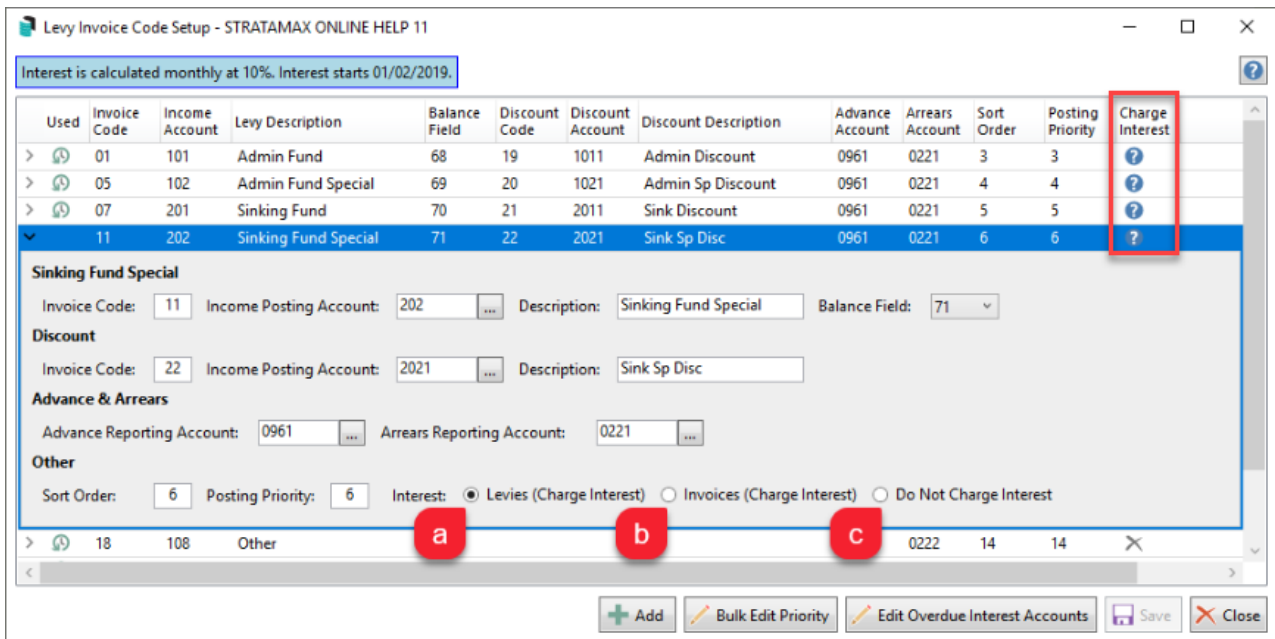 Levy Invoice Code Setup - STRATAMAX ONLINE HELP 11
Interest is calculated monthly at 10%. Interest starts 01/02/2019.
Used Invoice Code Income Account Levy Description Balance Field Discount Code Discount Account Discount Description Advance Account Arrears Account Sort Order Posting Priority Charge Interest
01 101 Admin Fund 68 19 1011 Admin Discount 0961 0221 3 3
05 102 Admin Fund Special 69 20 1021 Admin Sp Discount 0961 0221 4 4
07 201 Sinking Fund 70 21 2011 Sink Discount 0961 0221 5 5
11 202 Sinking Fund Special 71 22 2021 Sink Sp Disc 0961 0221 6 6
Sinking Fund Special
Invoice Code: 11 Income Posting Account: 202 ... Description: Sinking Fund Special Balance Field: 71
Discount
Invoice Code: 22 Income Posting Account: 2021 ... Description: Sink Sp Disc
Advance & Arrears
Advance Reporting Account: 0961 ... Arrears Reporting Account: 0221 ...
Other
Sort Order: 6 Posting Priority: 6 Interest: Levies (Charge Interest) Invoices (Charge Interest) Do Not Charge Interest
a b c
18 108 Other 0222 14 14
Add Bulk Edit Priority Edit Overdue Interest Accounts Save Close